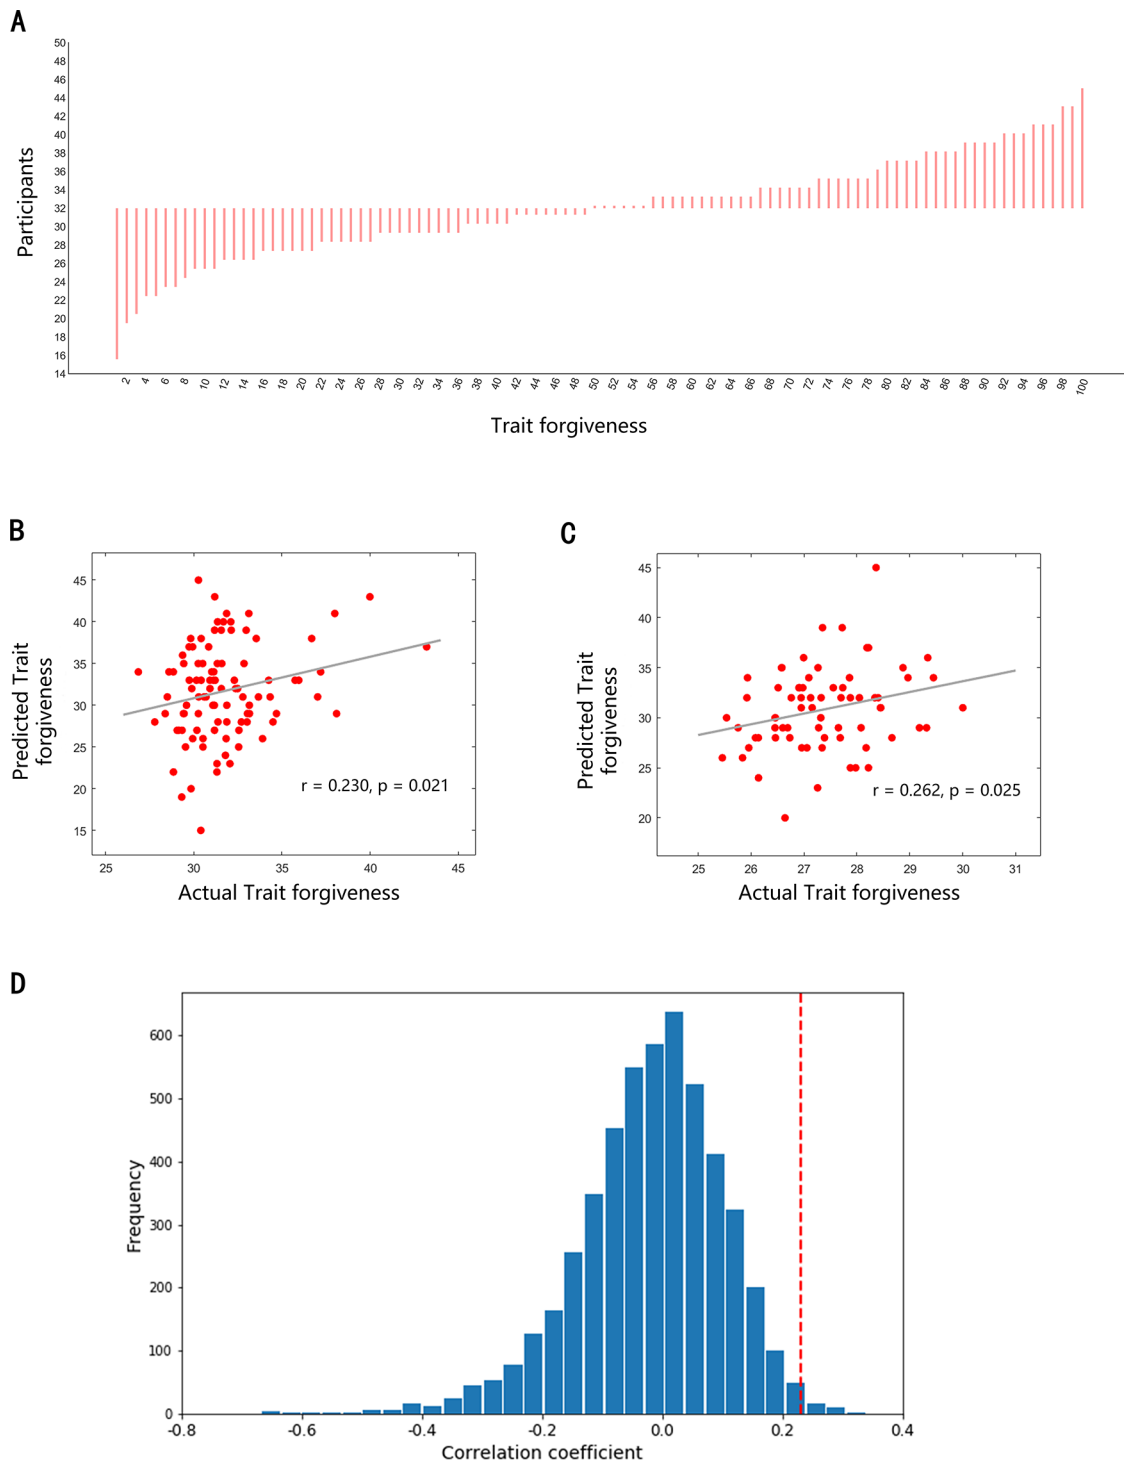 A
50
48
46
44
42
40
38
36
34
32
30
28
26
24
22
20
18
16
14
Participants
2 4 6 8 10 12 14 16 18 20 22 24 26 28 30 32 34 36 38 40 42 44 46 48 50 52 54 56 58 60 62 64 66 68 70 72 74 76 78 80 82 84 86 88 90 92 94 96 98 100
Trait forgiveness
B
45
40
35
30
25
20
15
Predicted Trait
forgiveness
r = 0.230, p = 0.021
25 30 35 40 45
Actual Trait forgiveness
C
45
40
35
30
25
20
Predicted Trait
forgiveness
r = 0.262, p = 0.025
25 26 27 28 29 30 31
Actual Trait forgiveness
D
600
500
400
300
200
100
0
Frequency
-0.8 -0.6 -0.4 -0.2 0.0 0.2 0.4
Correlation coefficient